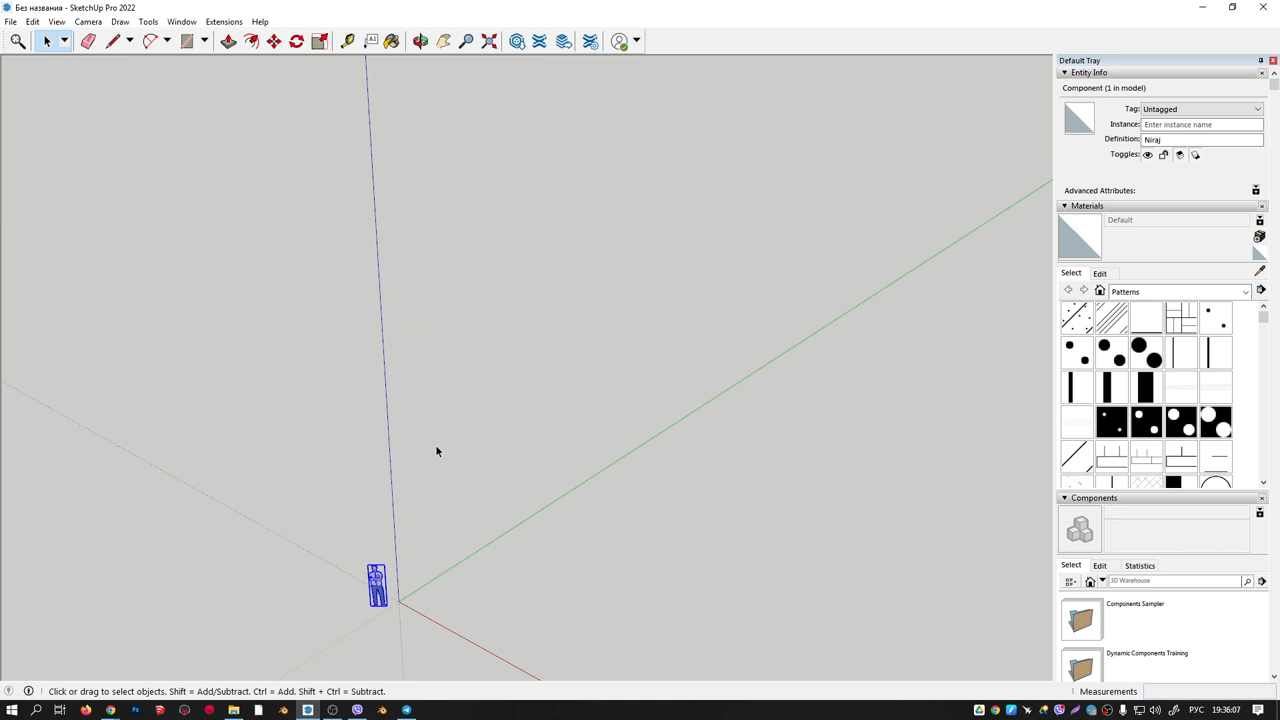 Без названия - SketchUp Pro 2022
File Edit View Camera Draw Tools Window Extensions Help
Default Tray
Entity Info
Component (1 in model)
Tag: Untagged
Instance: Enter instance name
Definition: Niraj
Toggles:
Advanced Attributes:
Materials
Default
Select Edit
Patterns
Components
Select Edit Statistics
3D Warehouse
Components Sampler
Dynamic Components Training
Click or drag to select objects. Shift = Add/Subtract. Ctrl = Add. Shift + Ctrl = Subtract.
Measurements
РУС 19:36:07